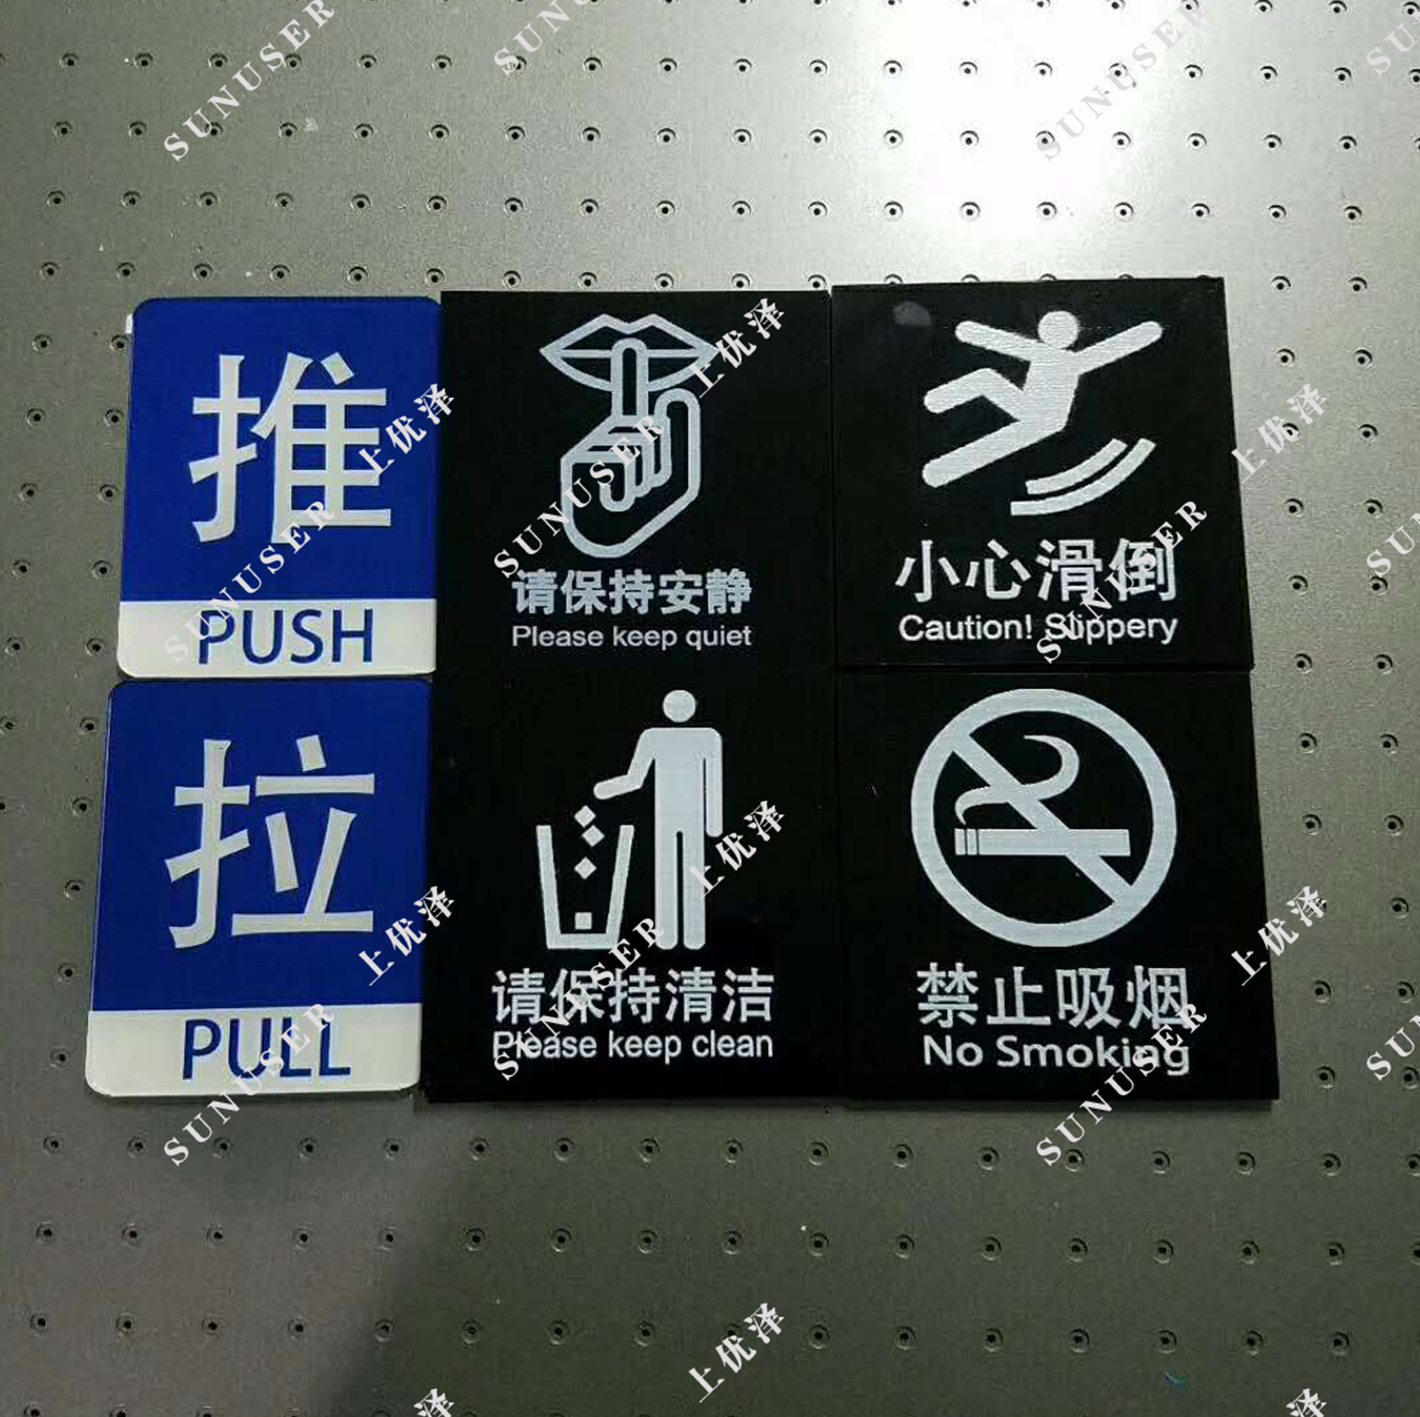 推
PUSH
请保持安静
Please keep quiet
小心滑倒
Caution! Slippery
拉
PULL
请保持清洁
Please keep clean
禁止吸烟
No Smoking
SUNUSER
上优泽